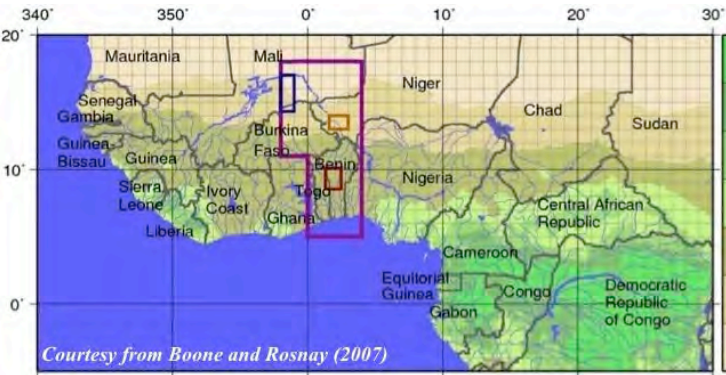 340° 350° 0° 10° 20° 30°
20°
10°
0°
Mauritania
Mali
Niger
Chad
Sudan
Senegal
Gambia
Guinea
Bissau
Guinea
Burkina
Faso
Benin
Togo
Nigeria
Sierra
Leone
Ivory
Coast
Ghana
Liberia
Central African
Republic
Cameroon
Equitorial
Guinea
Gabon
Congo
Democratic
Republic
of Congo
Courtesy from Boone and Rosnay (2007)